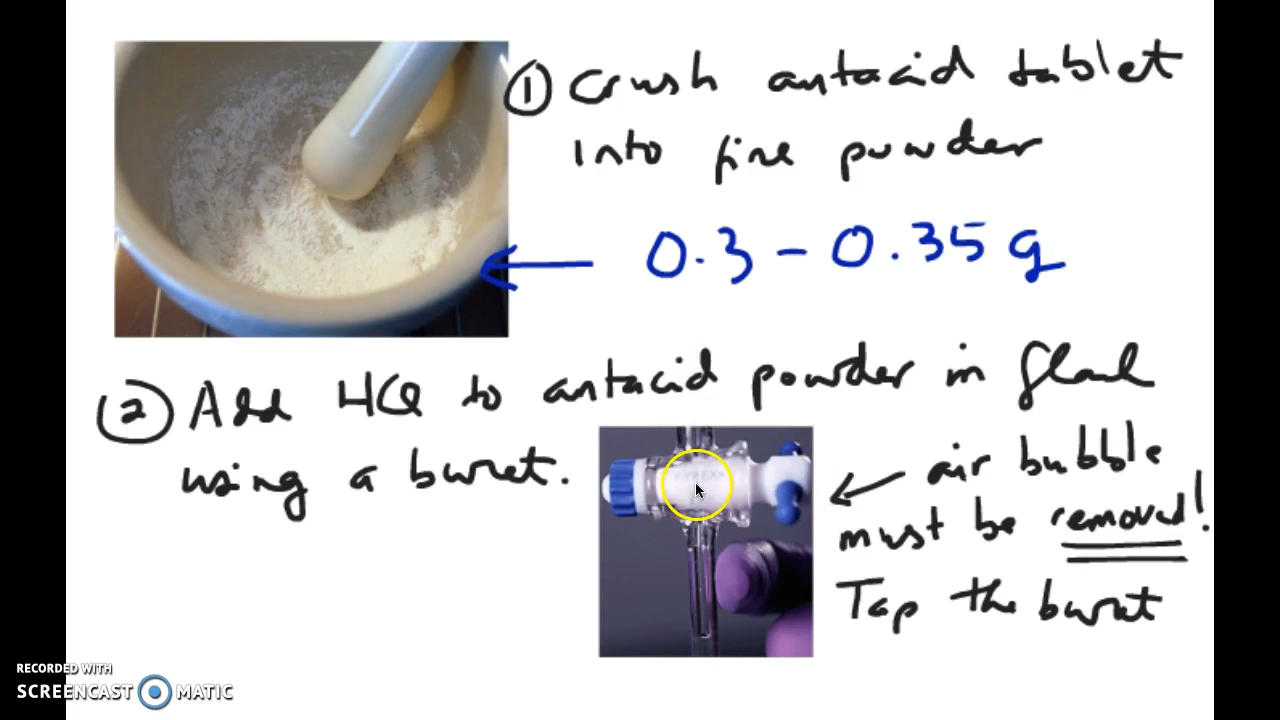 ① Crush antacid tablet
into fine powder
← 0.3 - 0.35 g
② Add HCl to antacid powder in flask
using a buret.
PYREX
← air bubble
must be removed!
Tap the buret
RECORDED WITH
SCREENCAST MATIC